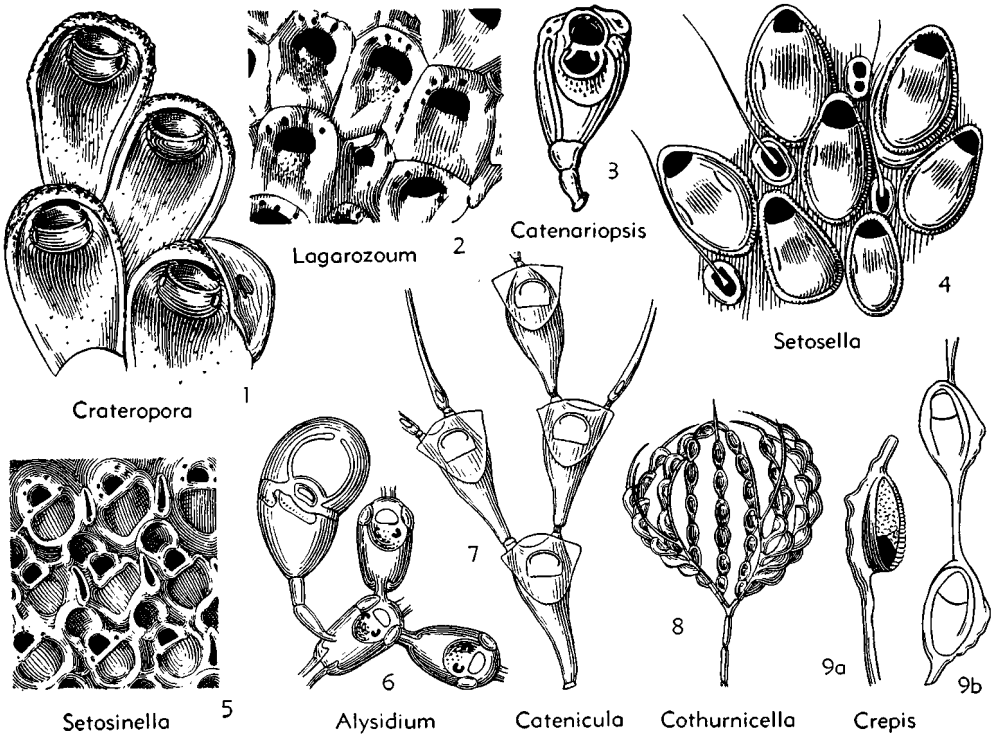 Crateropora 1
Lagarozoum 2
3
Catenariopsis
4
Setosella
5
Setosinella
6
Alysidium
7
Catenicula
8
Cothurnicella
9a
9b
Crepis